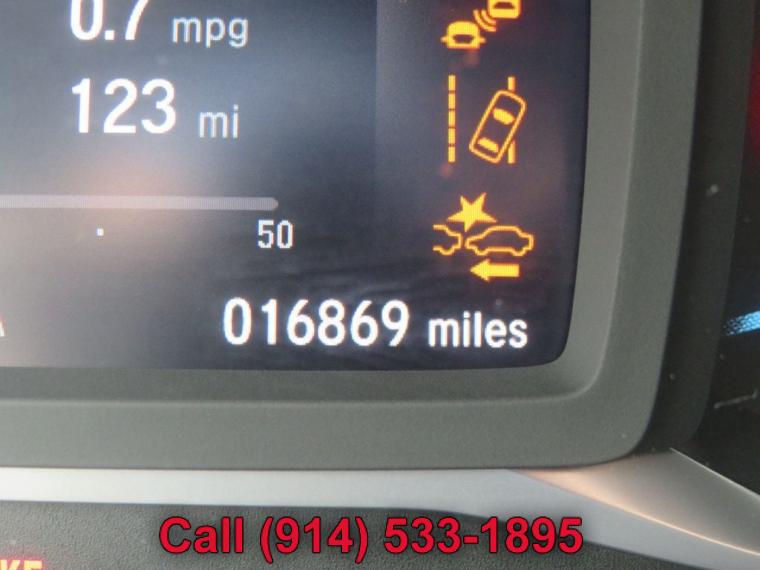 0.7 mpg
123 mi
50
016869 miles
Call (914) 533-1895